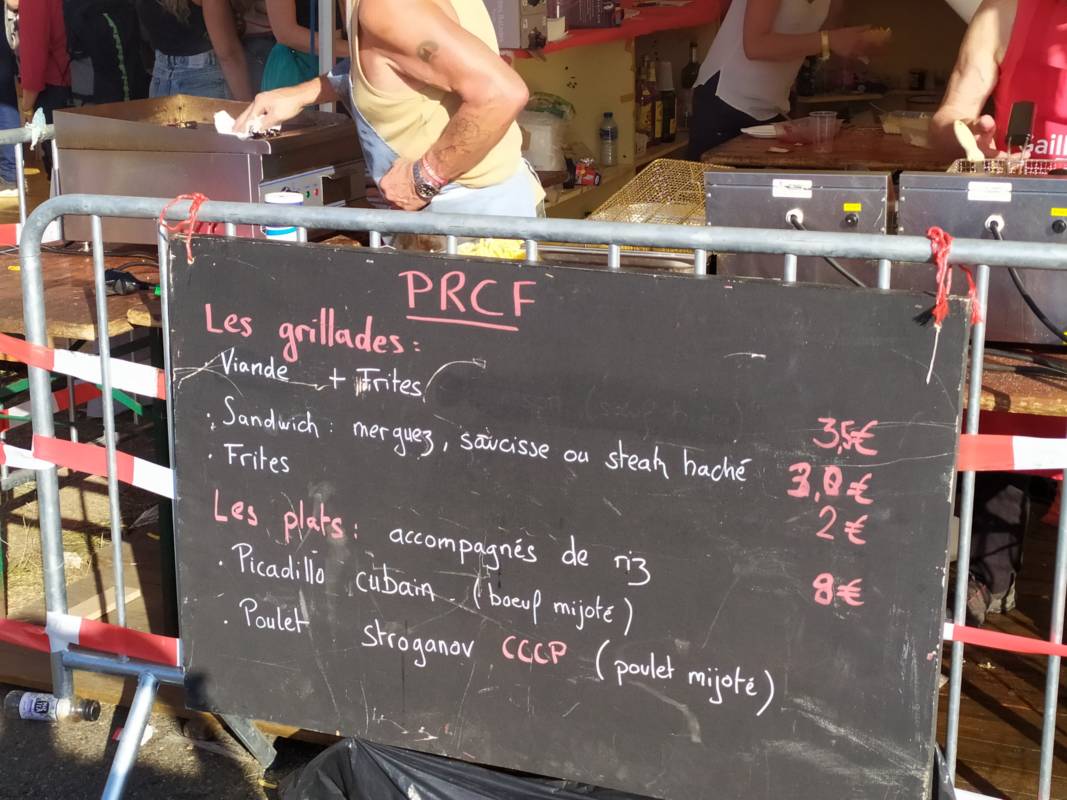 PRCF
Les grillades :
Viande + Frites
. Sandwich : merguez, saucisse ou steak haché 3,5€
. Frites 3,0€
2€
Les plats : accompagnés de riz
. Picadillo cubain (boeuf mijoté) 8€
. Poulet stroganov CCCP (poulet mijoté)
aill